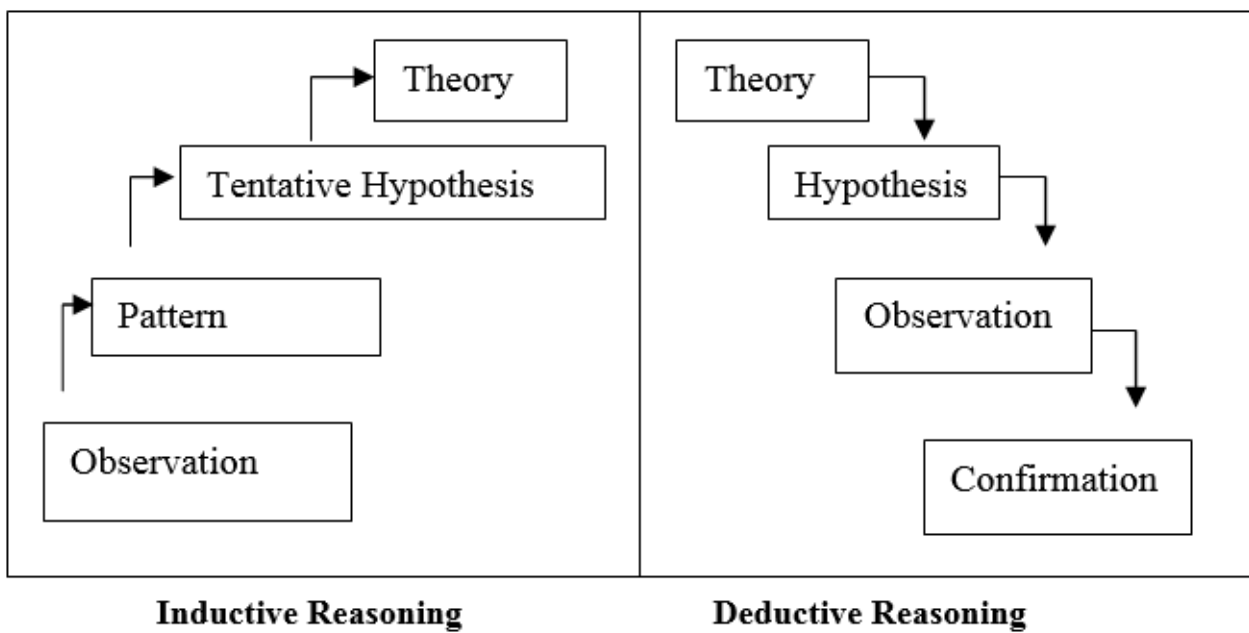 Theory
Tentative Hypothesis
Pattern
Observation
Inductive Reasoning
Theory
Hypothesis
Observation
Confirmation
Deductive Reasoning